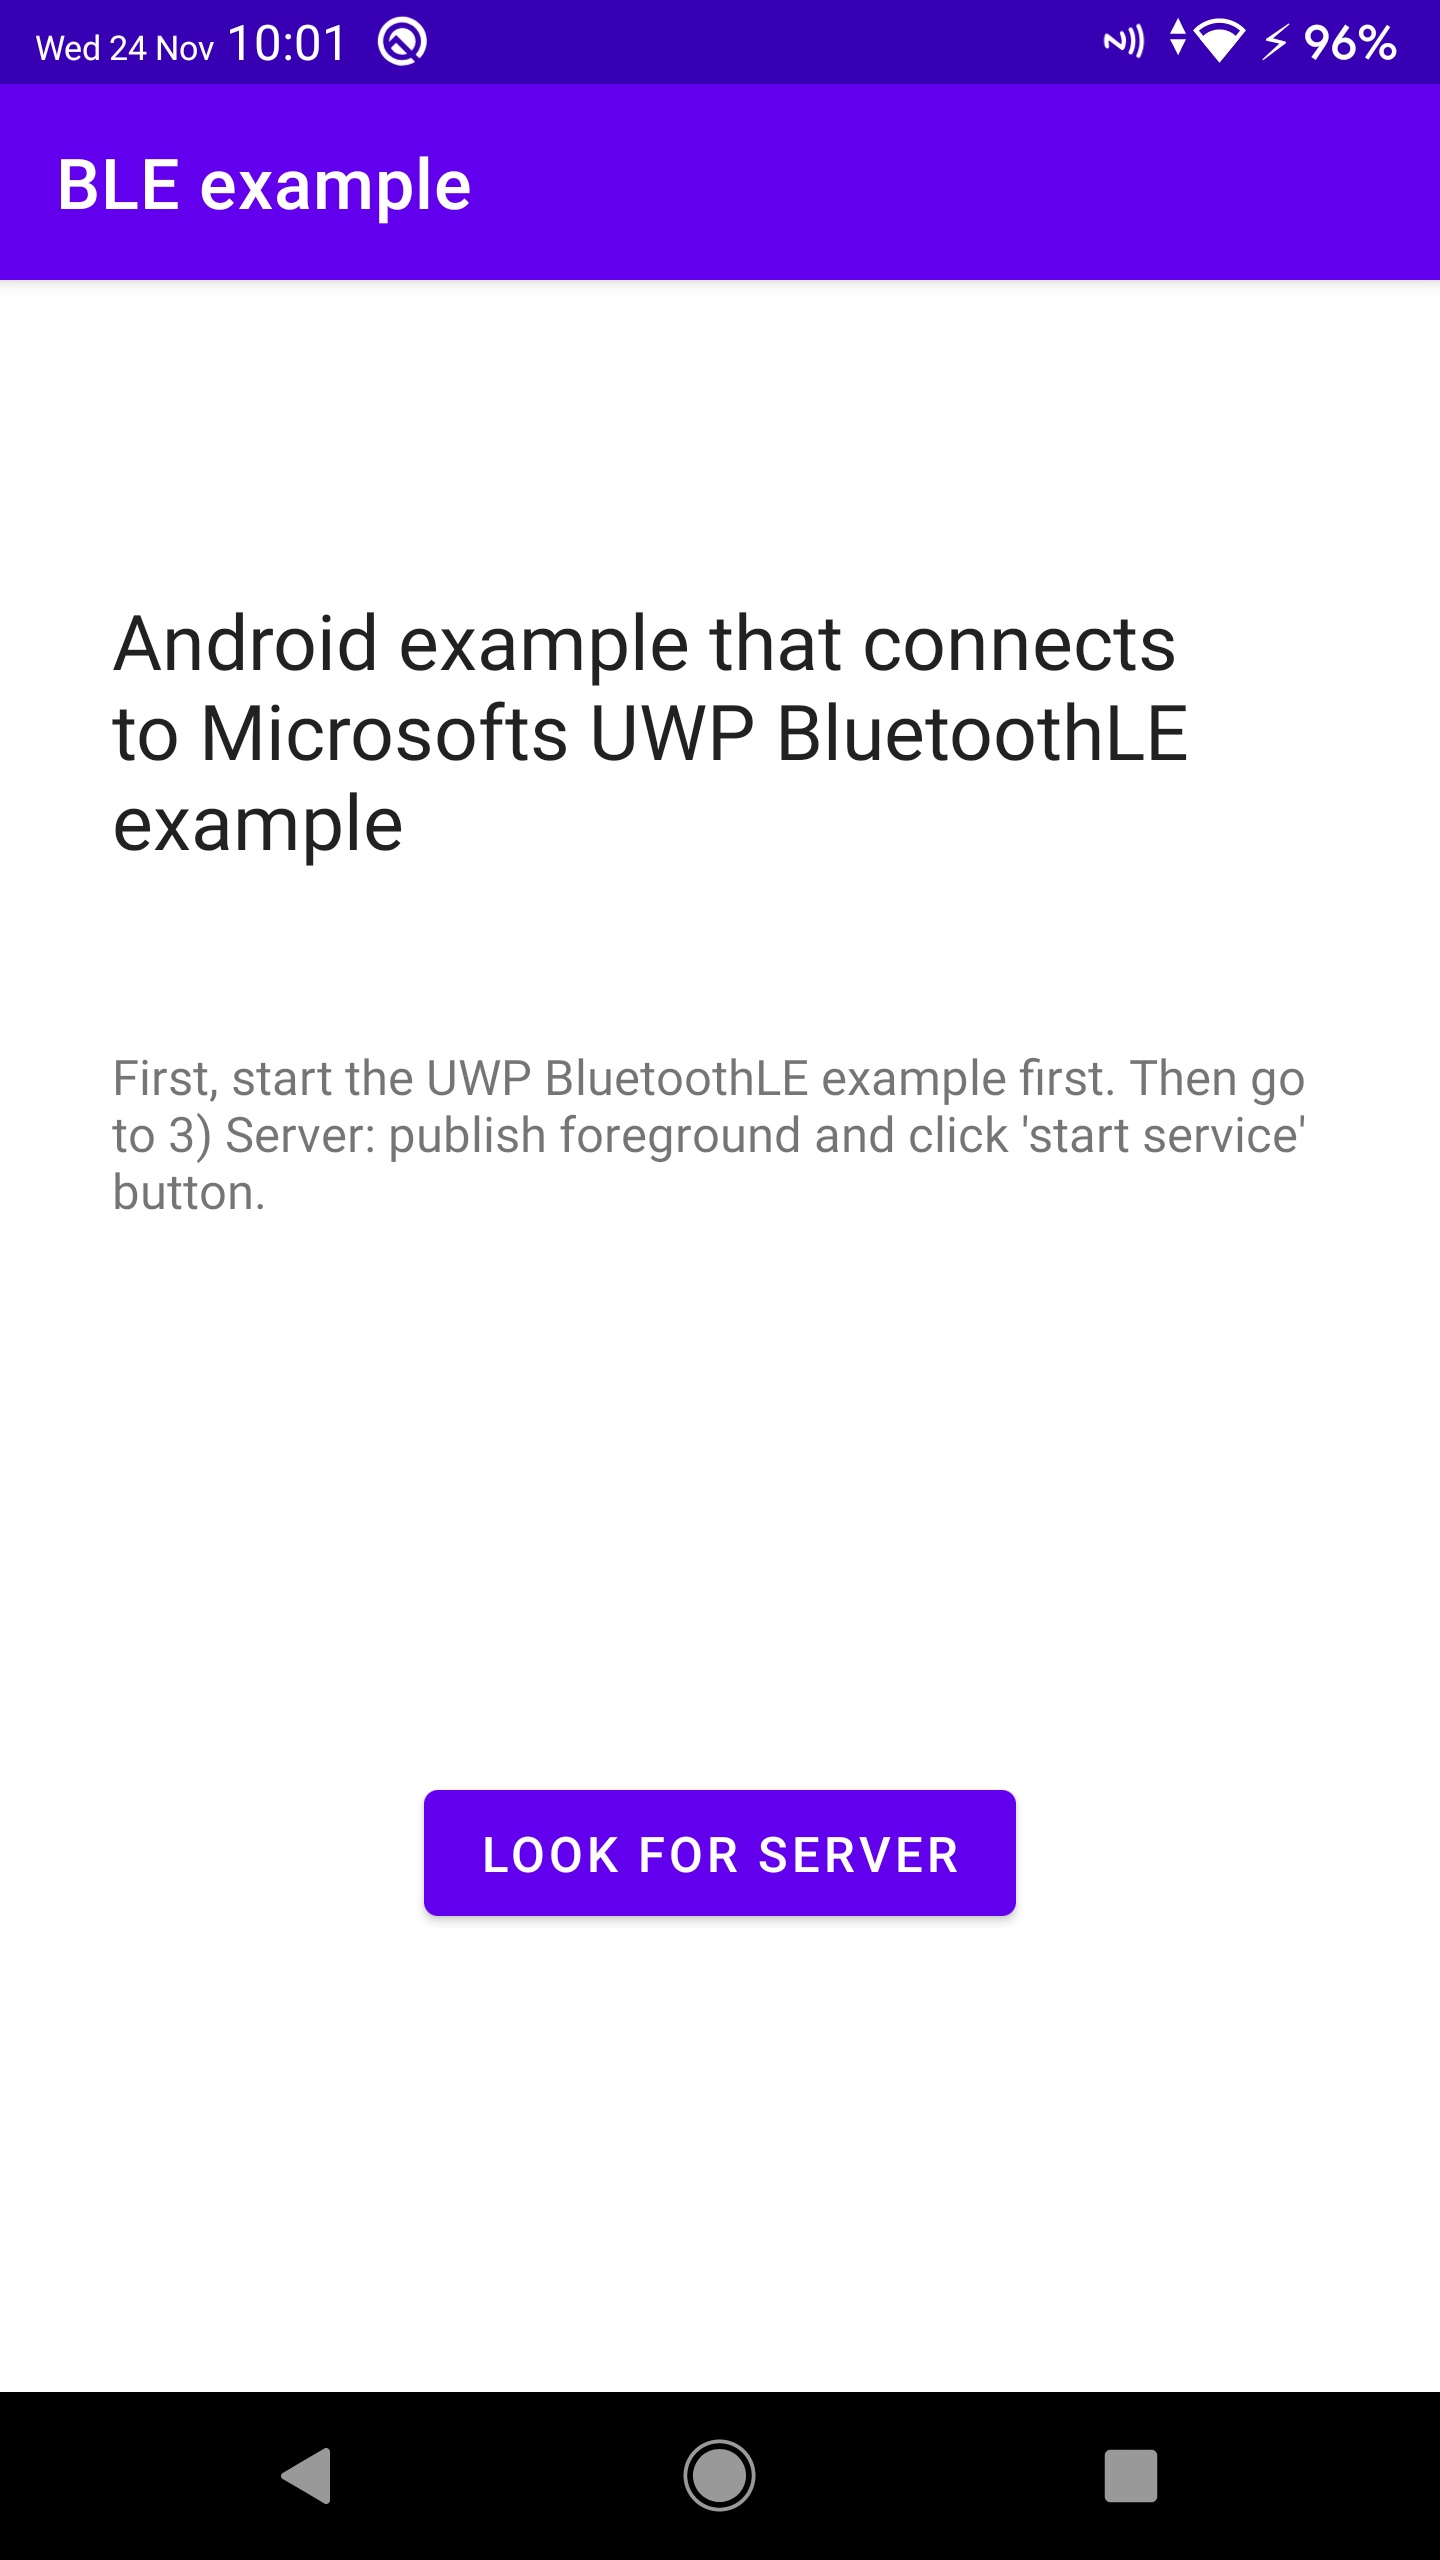 Wed 24 Nov 10:01 96%
BLE example
Android example that connects
to Microsofts UWP BluetoothLE
example
First, start the UWP BluetoothLE example first. Then go
to 3) Server: publish foreground and click 'start service'
button.
LOOK FOR SERVER